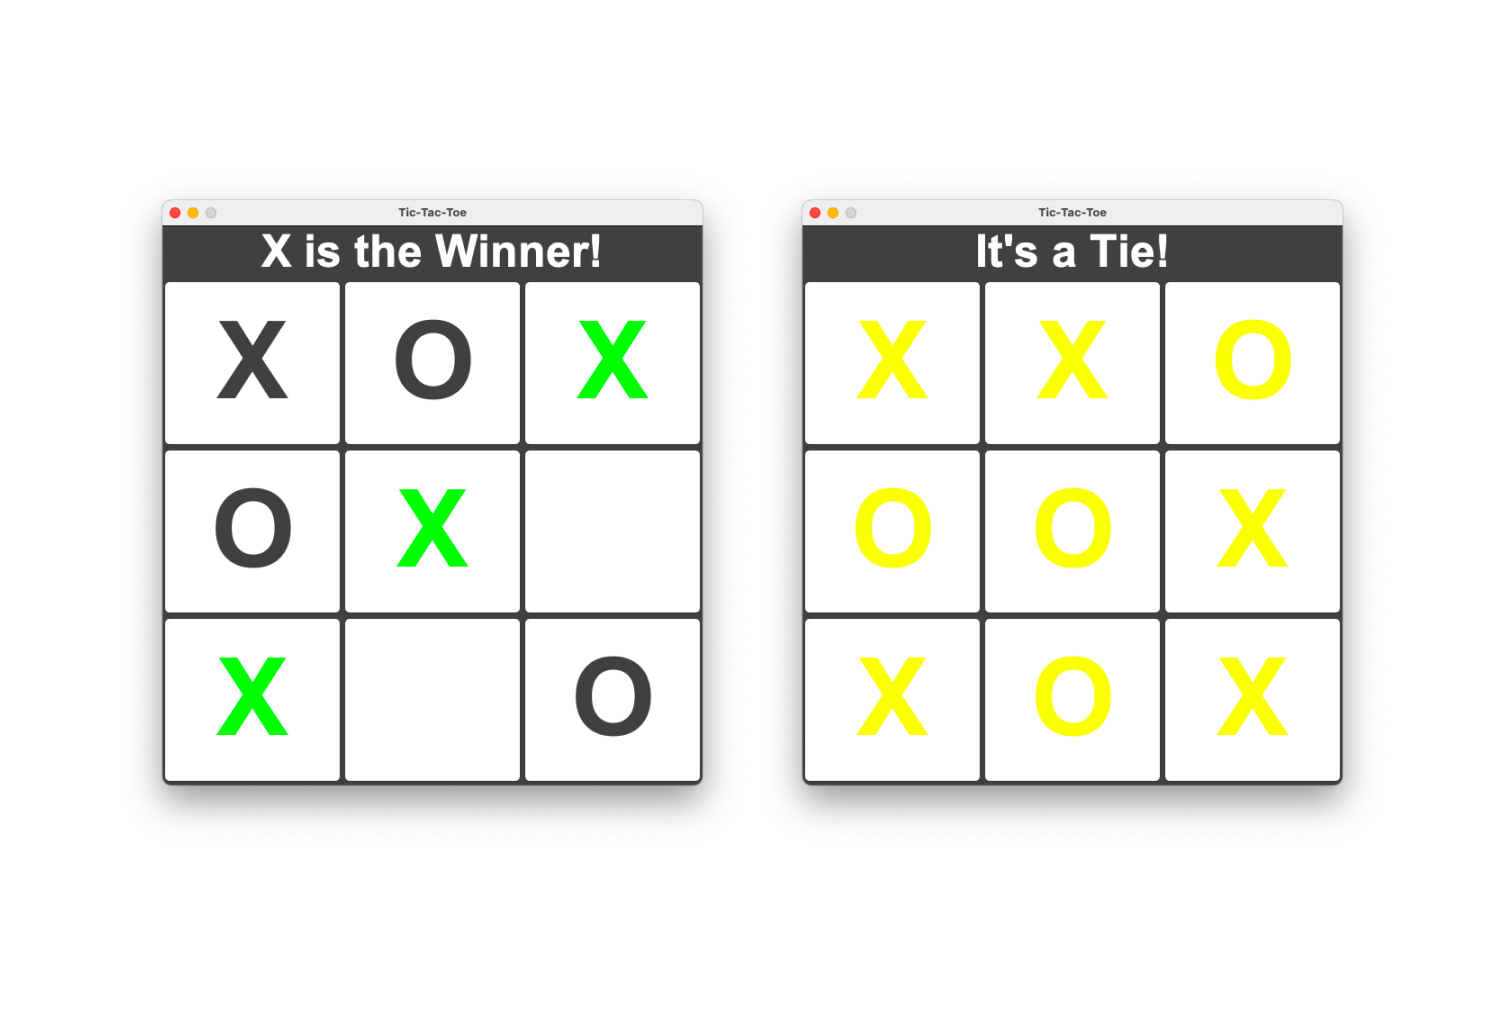 Tic-Tac-Toe
X is the Winner!
X O X
O X
X O
Tic-Tac-Toe
It's a Tie!
X X O
O O X
X O X